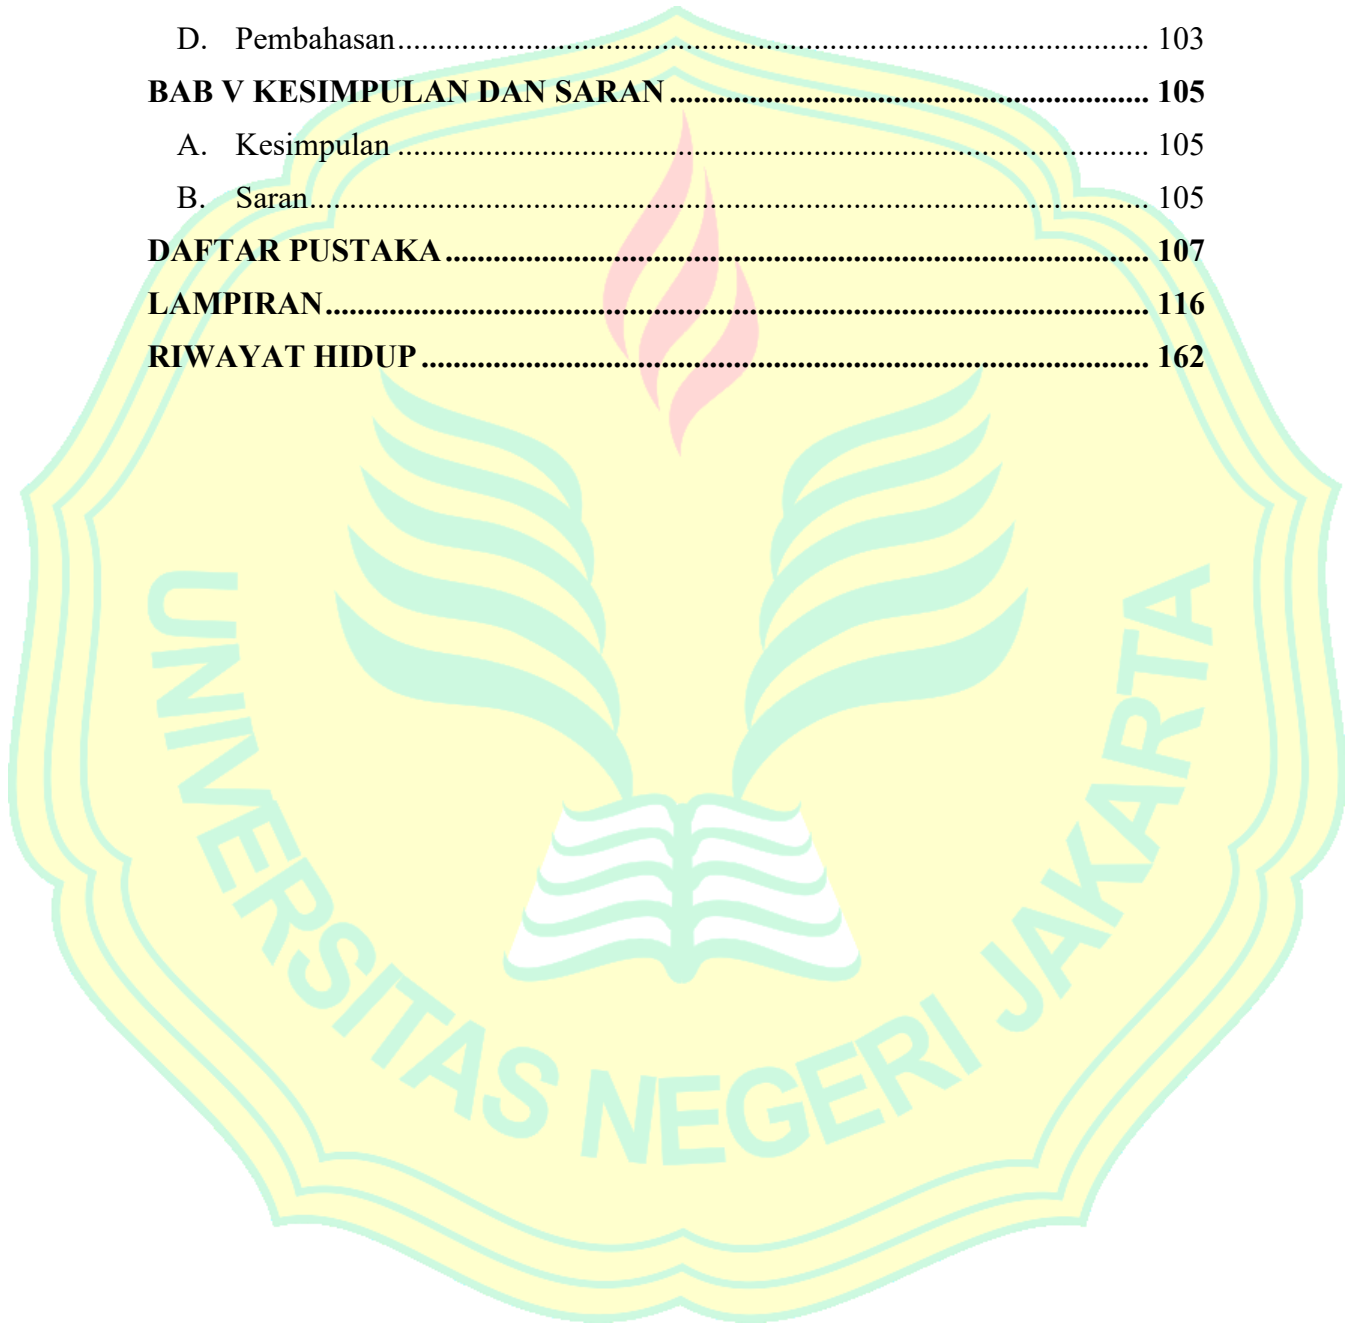 D. Pembahasan.............................................................................................. 103
BAB V KESIMPULAN DAN SARAN ............................................................ 105
A. Kesimpulan .............................................................................................. 105
B. Saran......................................................................................................... 105
DAFTAR PUSTAKA ........................................................................................ 107
LAMPIRAN....................................................................................................... 116
RIWAYAT HIDUP ........................................................................................... 162
UNIVERSITAS NEGERI JAKARTA